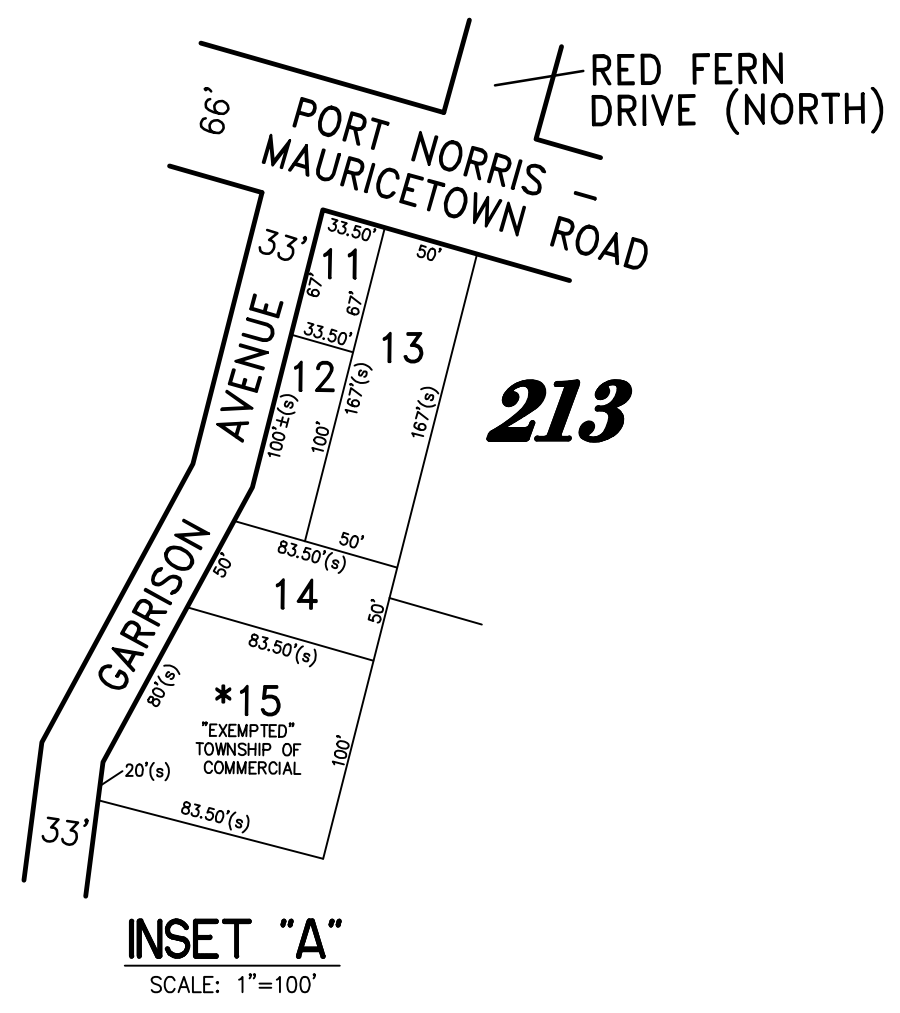 RED FERN
DRIVE (NORTH)
66'
PORT NORRIS –
MAURICETOWN ROAD
33'
33.50'
50'
11
67'
67'
33.50'
13
12
167'(s)
167'(s)
213
100'±(s)
100'
AVENUE
GARRISON
50'
83.50'(s)
50'
14
50'
83.50'(s)
80'(s)
*15
"EXEMPTED"
TOWNSHIP OF
COMMERCIAL
100'
20'(s)
83.50'(s)
33'
INSET "A"
SCALE: 1"=100'